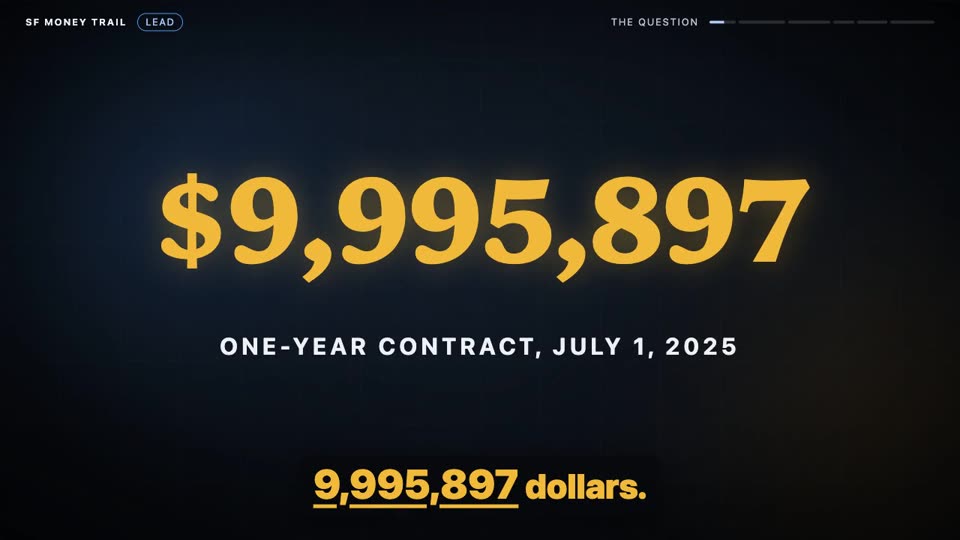 SF MONEY TRAIL LEAD THE QUESTION
$9,995,897
ONE-YEAR CONTRACT, JULY 1, 2025
9,995,897 dollars.